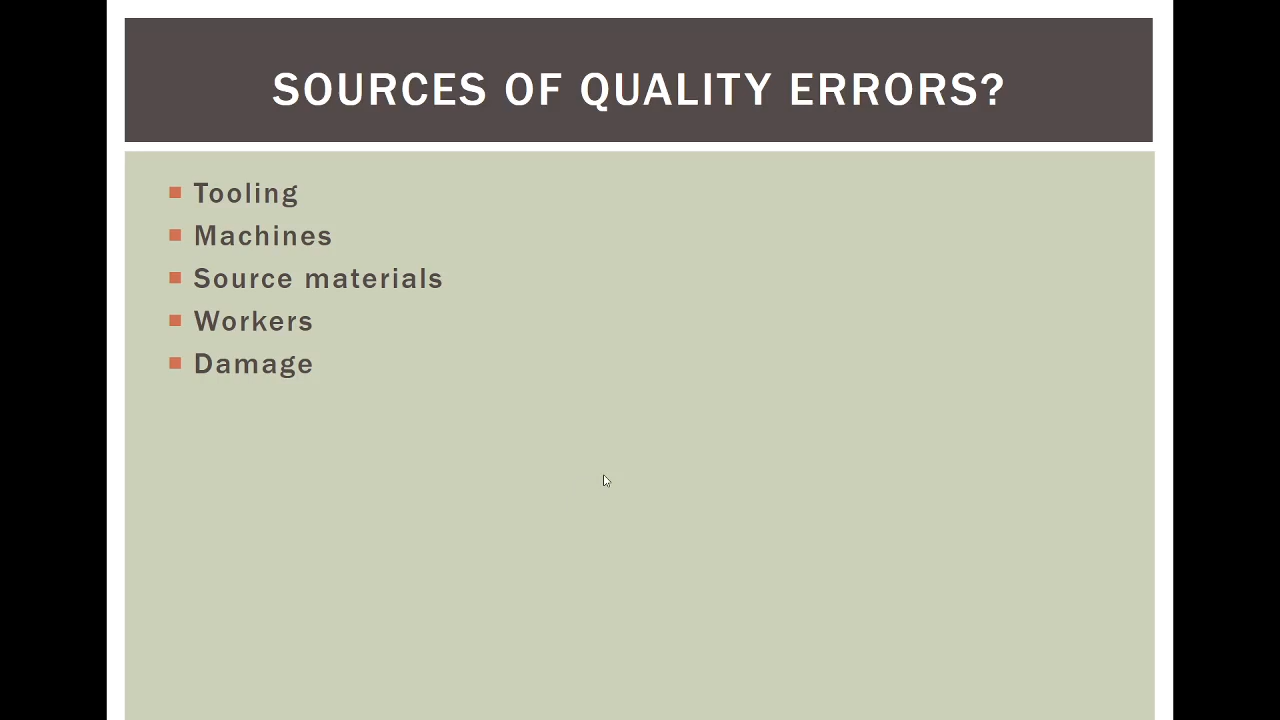 SOURCES OF QUALITY ERRORS?
Tooling
Machines
Source materials
Workers
Damage